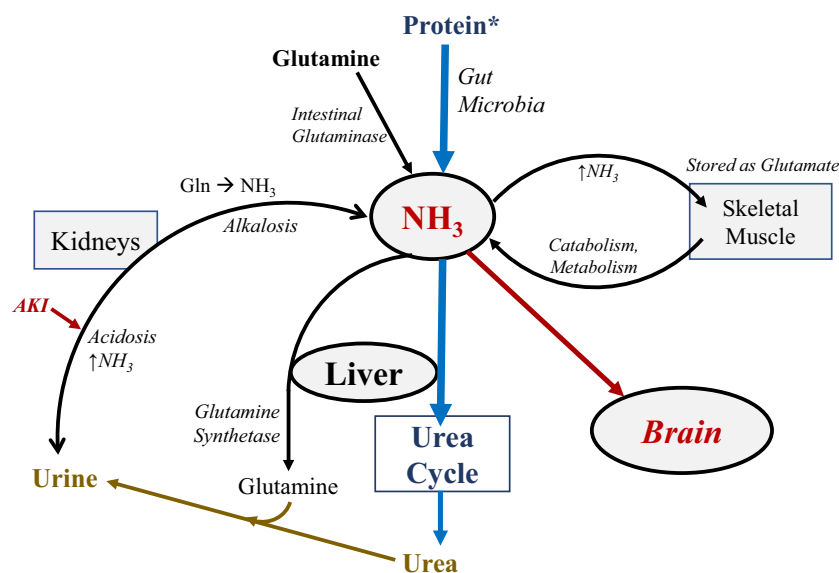 Protein*
Glutamine
Gut
Microbia
Intestinal
Glutaminase
Gln → NH₃
Alkalosis
Kidneys
NH₃
↑NH₃
Stored as Glutamate
Skeletal
Muscle
Catabolism,
Metabolism
AKI
Acidosis
↑NH₃
Liver
Glutamine
Synthetase
Urea
Cycle
Brain
Urine
Glutamine
Urea